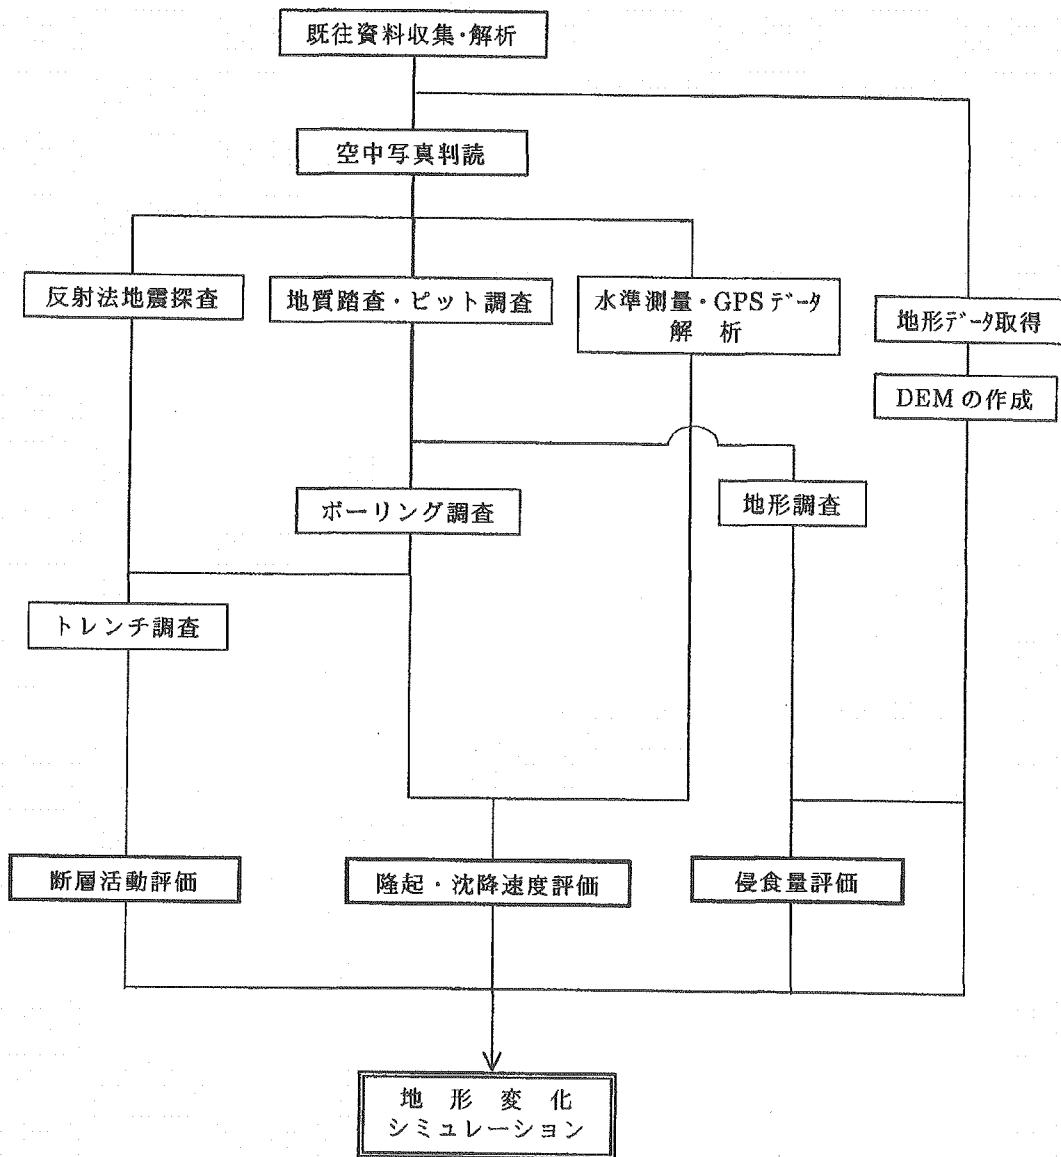 既往資料収集・解析
空中写真判読
反射法地震探査
地質踏査・ピット調査
水準測量・GPSデータ
解 析
地形データ取得
DEMの作成
ボーリング調査
地形調査
トレンチ調査
断層活動評価
隆起・沈降速度評価
侵食量評価
地 形 変 化
シミュレーション